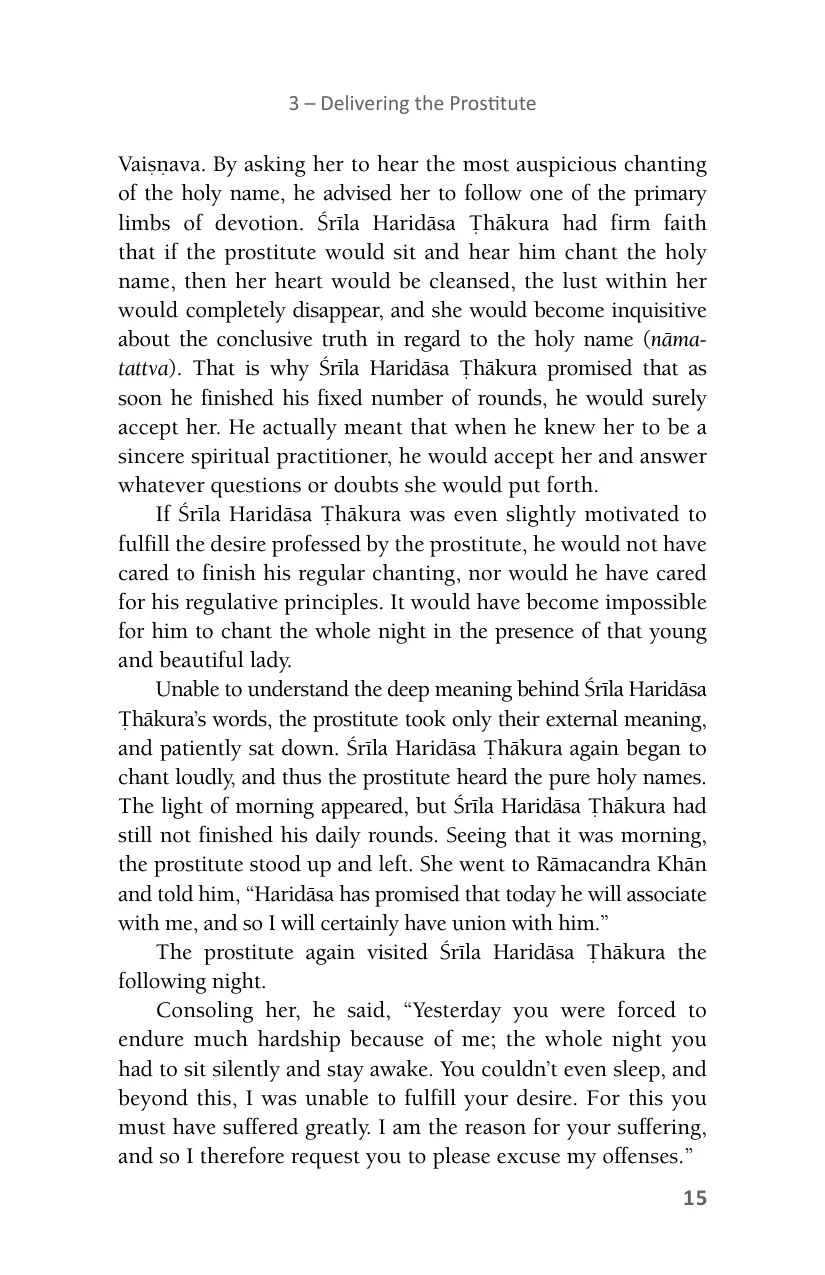 3 – Delivering the Prostitute
Vaiṣṇava. By asking her to hear the most auspicious chanting
of the holy name, he advised her to follow one of the primary
limbs of devotion. Śrīla Haridāsa Ṭhākura had firm faith
that if the prostitute would sit and hear him chant the holy
name, then her heart would be cleansed, the lust within her
would completely disappear, and she would become inquisitive
about the conclusive truth in regard to the holy name (nāma-
tattva). That is why Śrīla Haridāsa Ṭhākura promised that as
soon he finished his fixed number of rounds, he would surely
accept her. He actually meant that when he knew her to be a
sincere spiritual practitioner, he would accept her and answer
whatever questions or doubts she would put forth.
If Śrīla Haridāsa Ṭhākura was even slightly motivated to
fulfill the desire professed by the prostitute, he would not have
cared to finish his regular chanting, nor would he have cared
for his regulative principles. It would have become impossible
for him to chant the whole night in the presence of that young
and beautiful lady.
Unable to understand the deep meaning behind Śrīla Haridāsa
Ṭhākura’s words, the prostitute took only their external meaning,
and patiently sat down. Śrīla Haridāsa Ṭhākura again began to
chant loudly, and thus the prostitute heard the pure holy names.
The light of morning appeared, but Śrīla Haridāsa Ṭhākura had
still not finished his daily rounds. Seeing that it was morning,
the prostitute stood up and left. She went to Rāmacandra Khān
and told him, “Haridāsa has promised that today he will associate
with me, and so I will certainly have union with him.”
The prostitute again visited Śrīla Haridāsa Ṭhākura the
following night.
Consoling her, he said, “Yesterday you were forced to
endure much hardship because of me; the whole night you
had to sit silently and stay awake. You couldn’t even sleep, and
beyond this, I was unable to fulfill your desire. For this you
must have suffered greatly. I am the reason for your suffering,
and so I therefore request you to please excuse my offenses.”
15